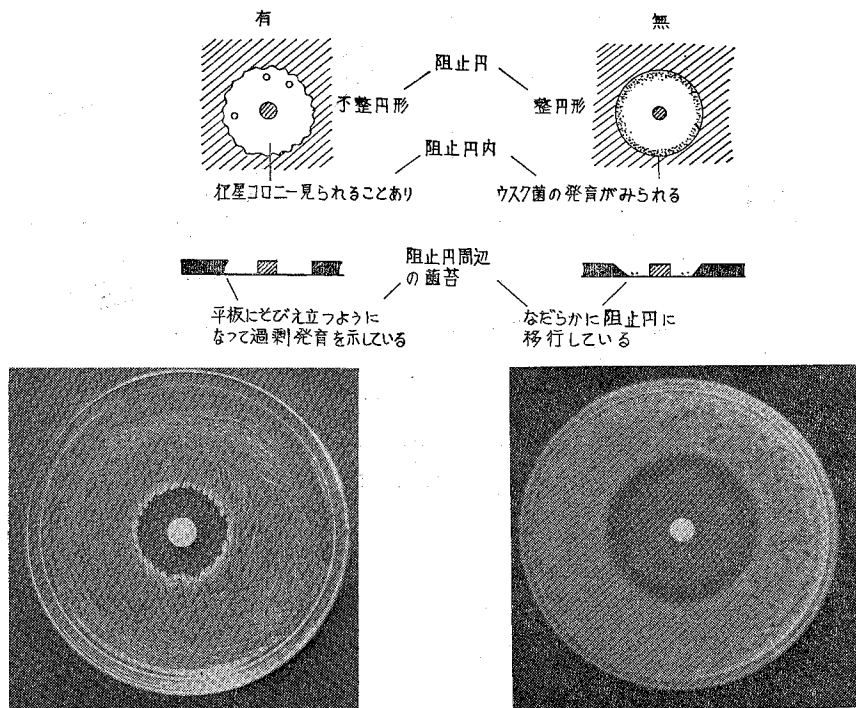 有
無
阻止円
不整円形
整円形
阻止円内
衛星コロニー見られることあり
ウスク菌の発育がみられる
阻止円周辺
の菌苔
平板にそびえ立つように
なって過剰発育を示している
なだらかに阻止円に
移行している